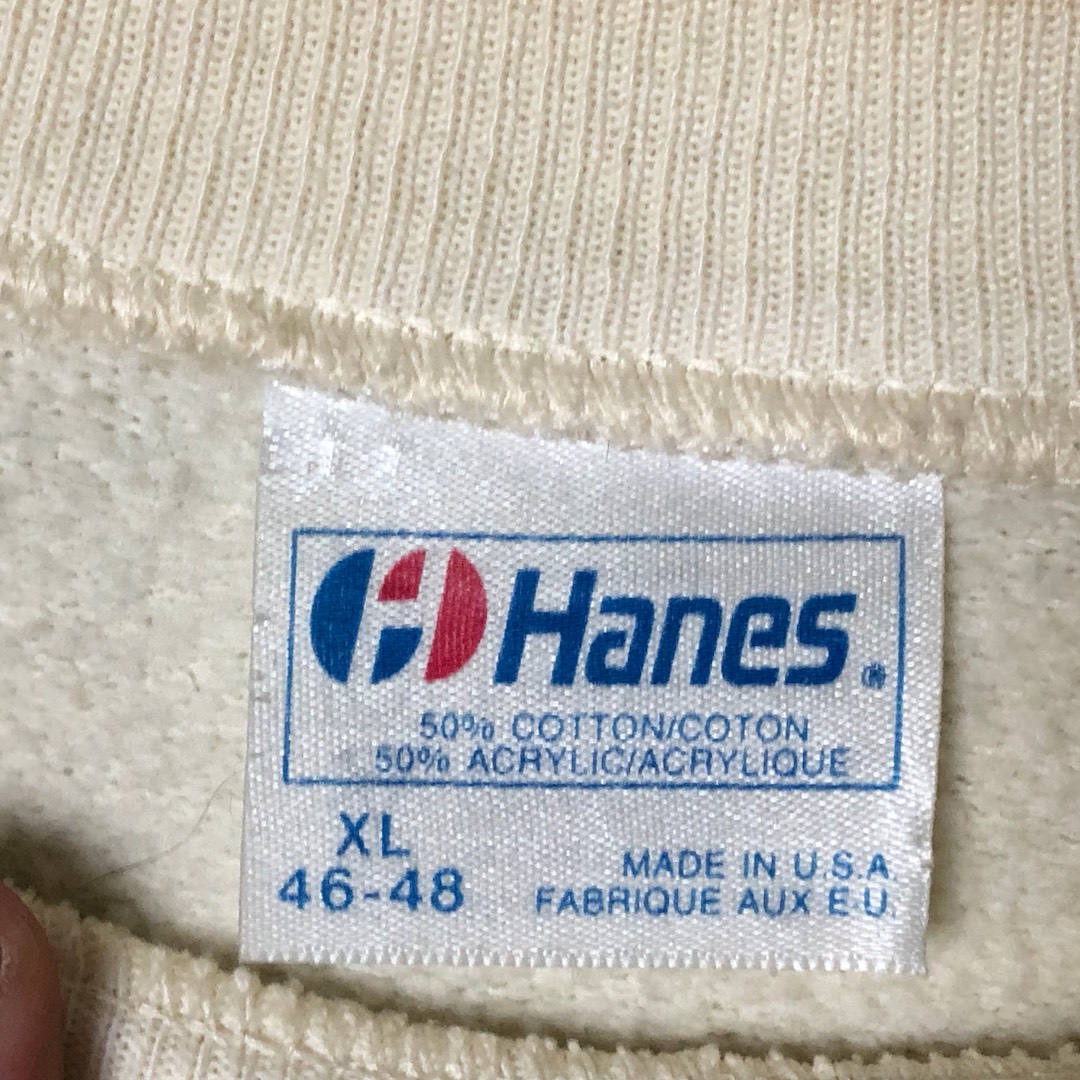 Hanes®
50% COTTON/COTON
50% ACRYLIC/ACRYLIQUE
XL
46-48
MADE IN U.S.A.
FABRIQUE AUX E.U.